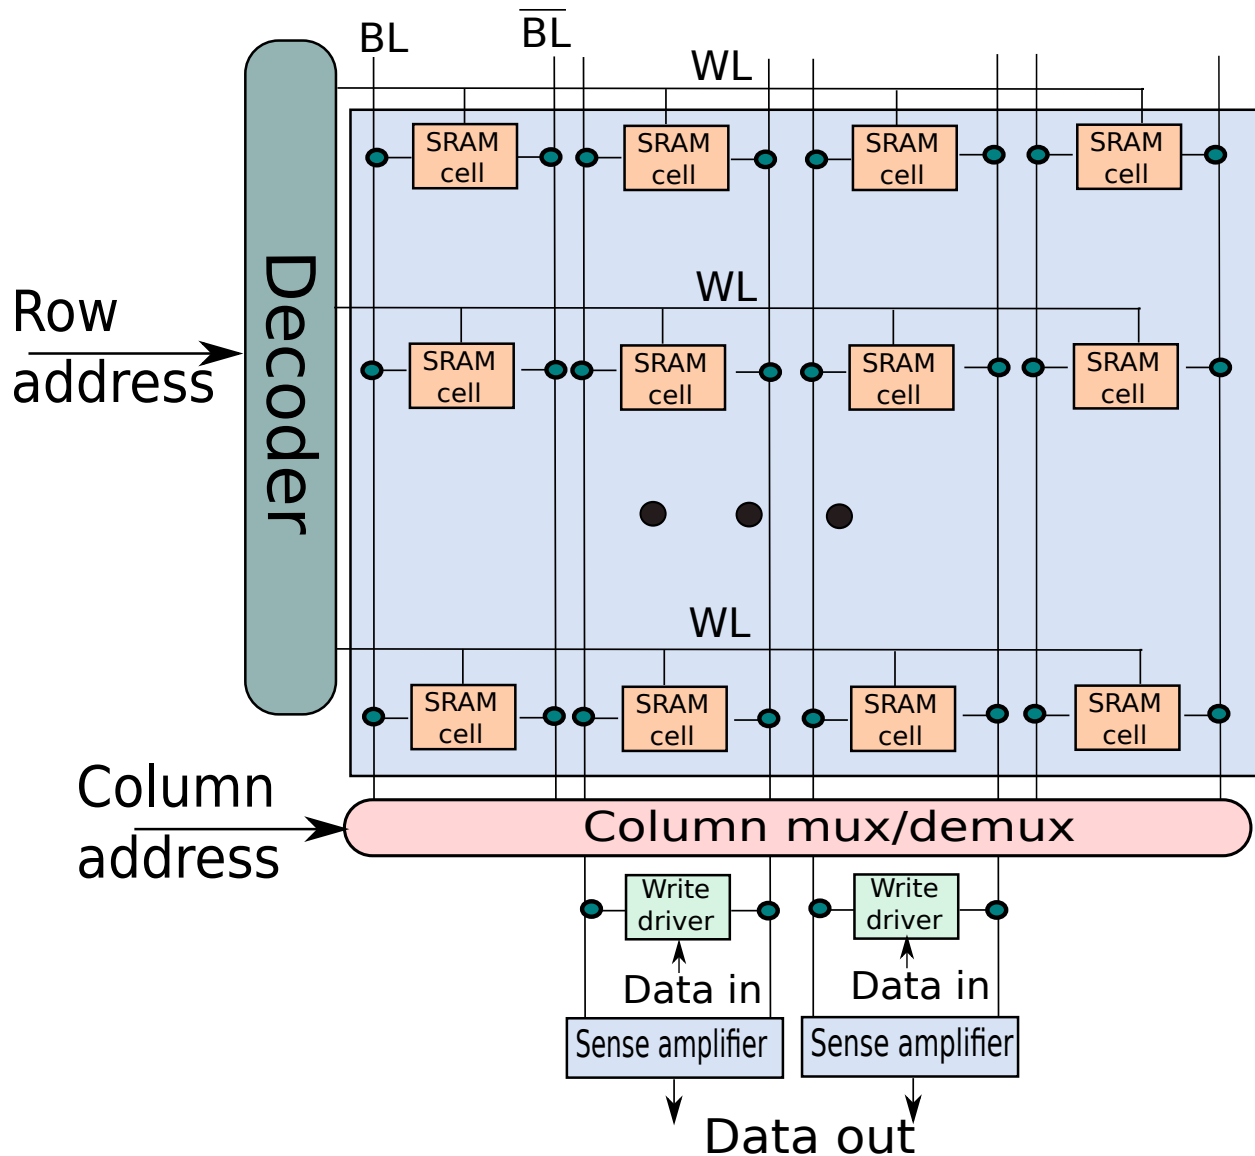 BL
B̅L̅
WL
SRAM
cell
SRAM
cell
SRAM
cell
SRAM
cell
Decoder
Row
address
WL
SRAM
cell
SRAM
cell
SRAM
cell
SRAM
cell
WL
SRAM
cell
SRAM
cell
SRAM
cell
SRAM
cell
Column
address
Column mux/demux
Write
driver
Write
driver
Data in
Data in
Sense amplifier
Sense amplifier
Data out